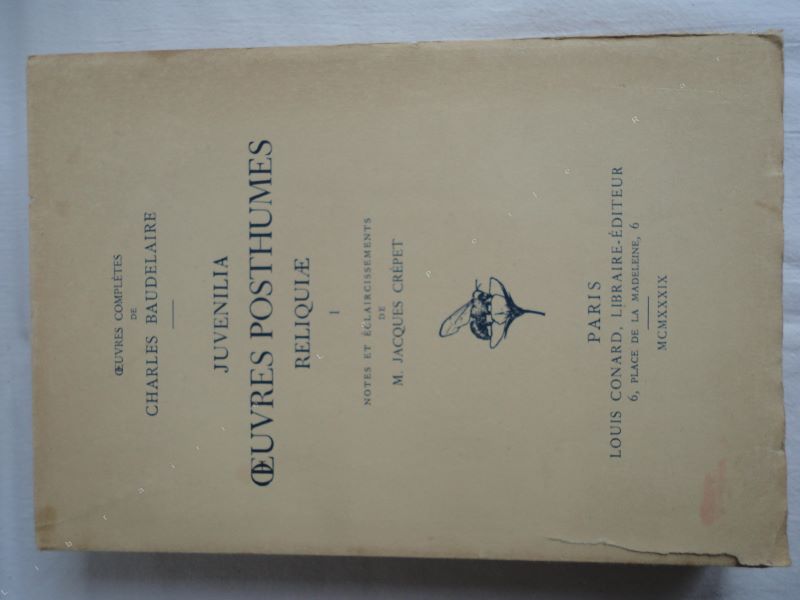 ŒUVRES COMPLÈTES
DE
CHARLES BAUDELAIRE
JUVENILIA
ŒUVRES POSTHUMES
RELIQUIÆ
I
NOTES ET ÉCLAIRCISSEMENTS
DE
M. JACQUES CRÉPET
PARIS
LOUIS CONARD, LIBRAIRE-ÉDITEUR
6, PLACE DE LA MADELEINE, 6
MCMXXXIX